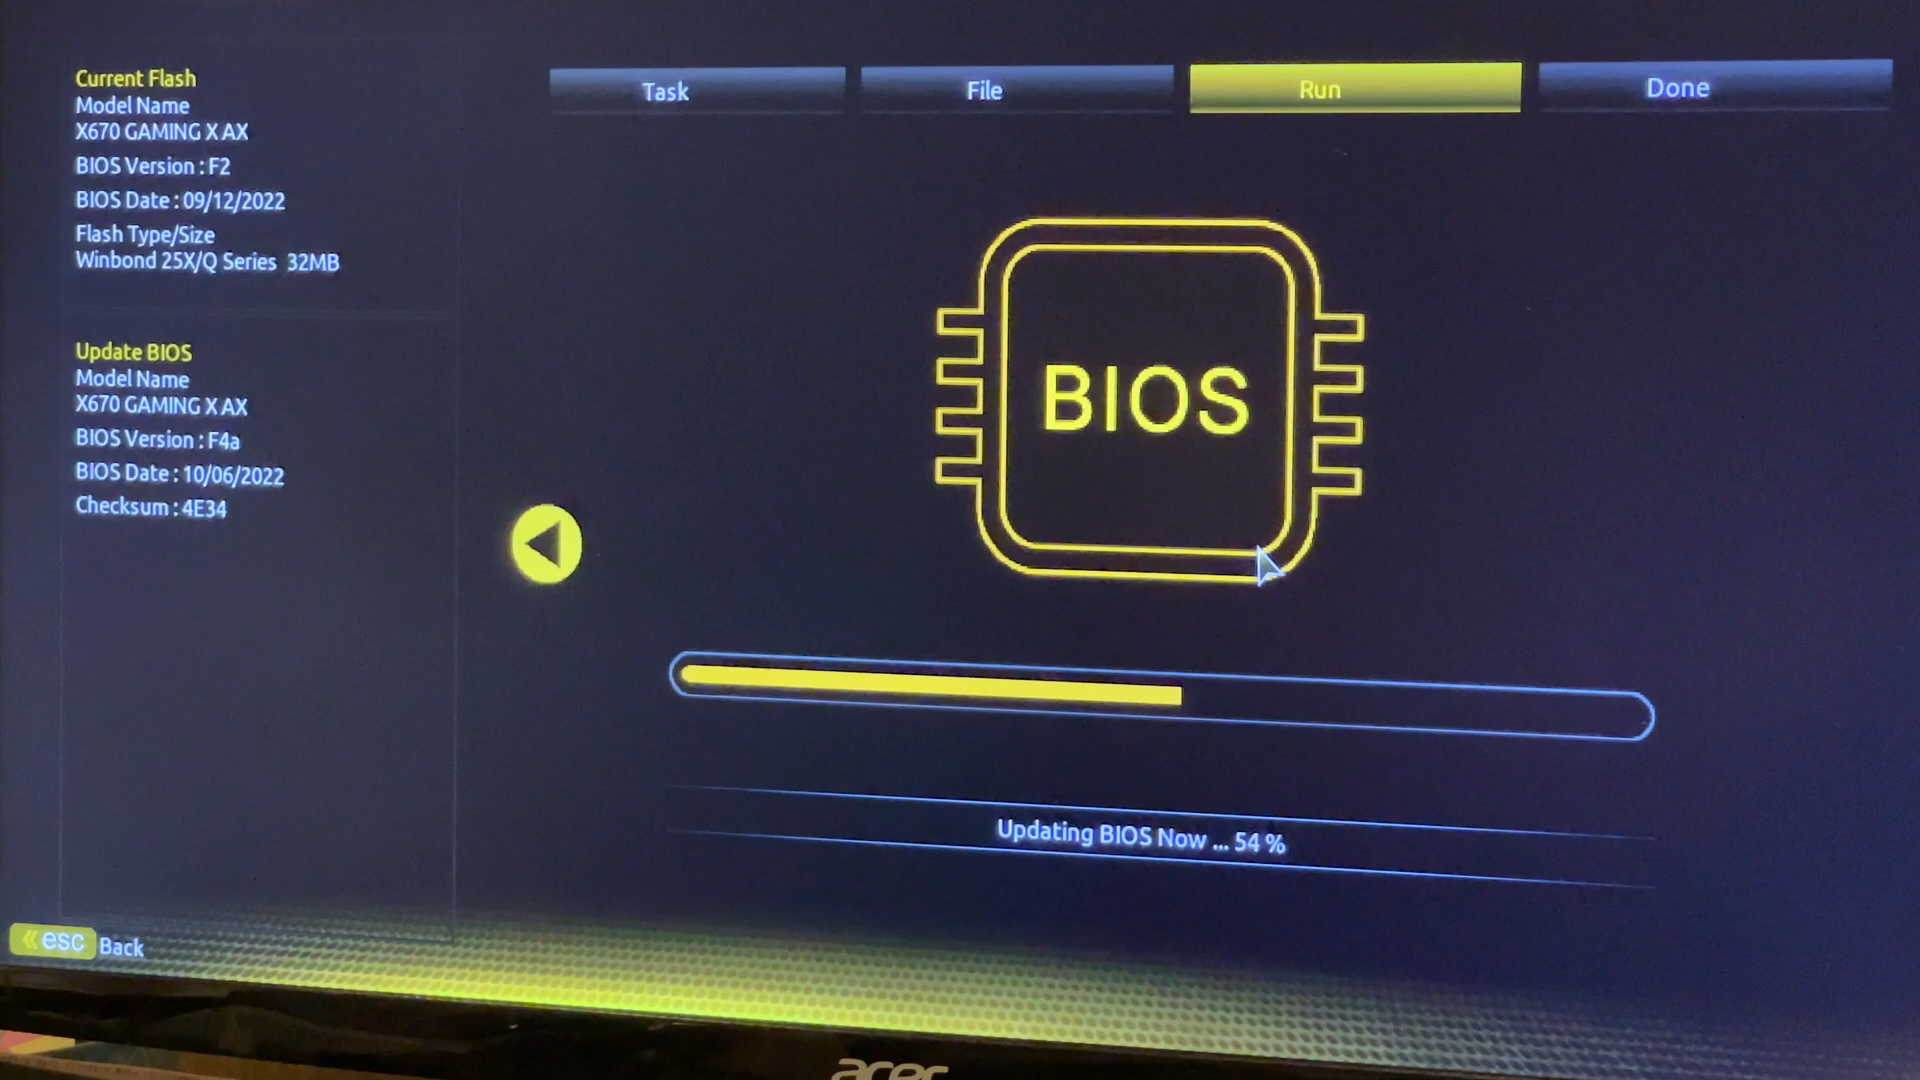 Current Flash
Model Name
X670 GAMING X AX
BIOS Version : F2
BIOS Date : 09/12/2022
Flash Type/Size
Winbond 25X/Q Series 32MB
Update BIOS
Model Name
X670 GAMING X AX
BIOS Version : F4a
BIOS Date : 10/06/2022
Checksum : 4E34
Task
File
Run
Done
BIOS
Updating BIOS Now ... 54 %
esc Back
acer